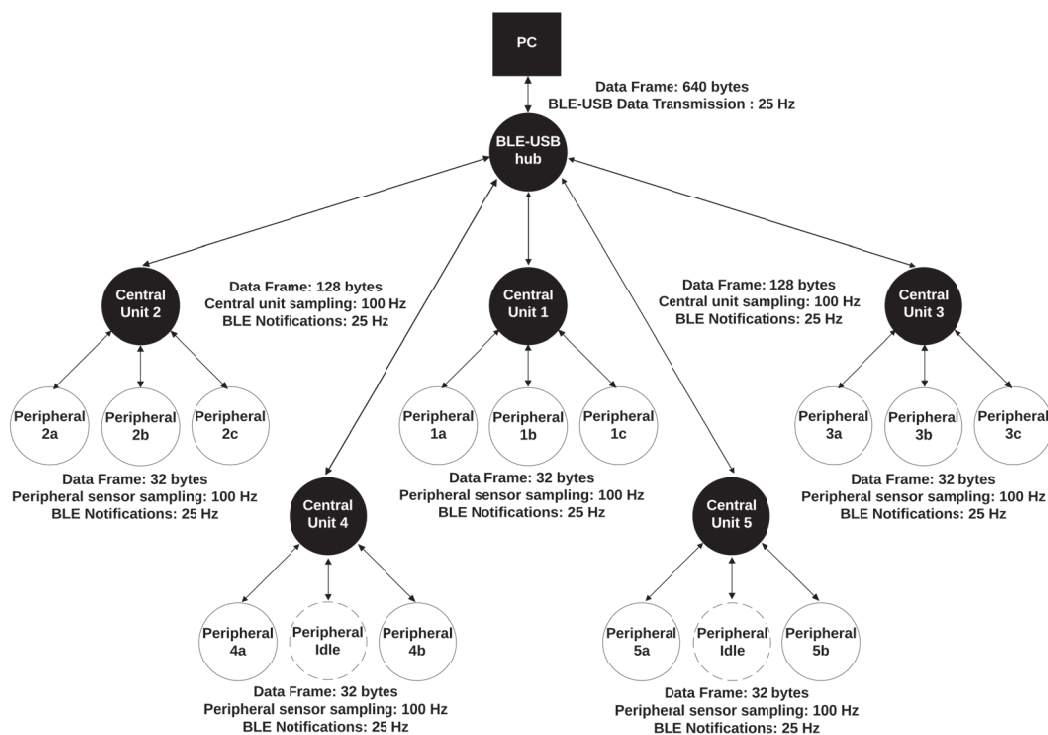 PC
Data Frame: 640 bytes
BLE-USB Data Transmission : 25 Hz
BLE-USB
hub
Central
Unit 2
Data Frame: 128 bytes
Central unit sampling: 100 Hz
BLE Notifications: 25 Hz
Central
Unit 1
Data Frame: 128 bytes
Central unit sampling: 100 Hz
BLE Notifications: 25 Hz
Central
Unit 3
Peripheral
2a
Peripheral
2b
Peripheral
2c
Data Frame: 32 bytes
Peripheral sensor sampling: 100 Hz
BLE Notifications: 25 Hz
Peripheral
1a
Peripheral
1b
Peripheral
1c
Data Frame: 32 bytes
Peripheral sensor sampling: 100 Hz
BLE Notifications: 25 Hz
Peripheral
3a
Peripheral
3b
Peripheral
3c
Data Frame: 32 bytes
Peripheral sensor sampling: 100 Hz
BLE Notifications: 25 Hz
Central
Unit 4
Central
Unit 5
Peripheral
4a
Peripheral
Idle
Peripheral
4b
Data Frame: 32 bytes
Peripheral sensor sampling: 100 Hz
BLE Notifications: 25 Hz
Peripheral
5a
Peripheral
Idle
Peripheral
5b
Data Frame: 32 bytes
Peripheral sensor sampling: 100 Hz
BLE Notifications: 25 Hz